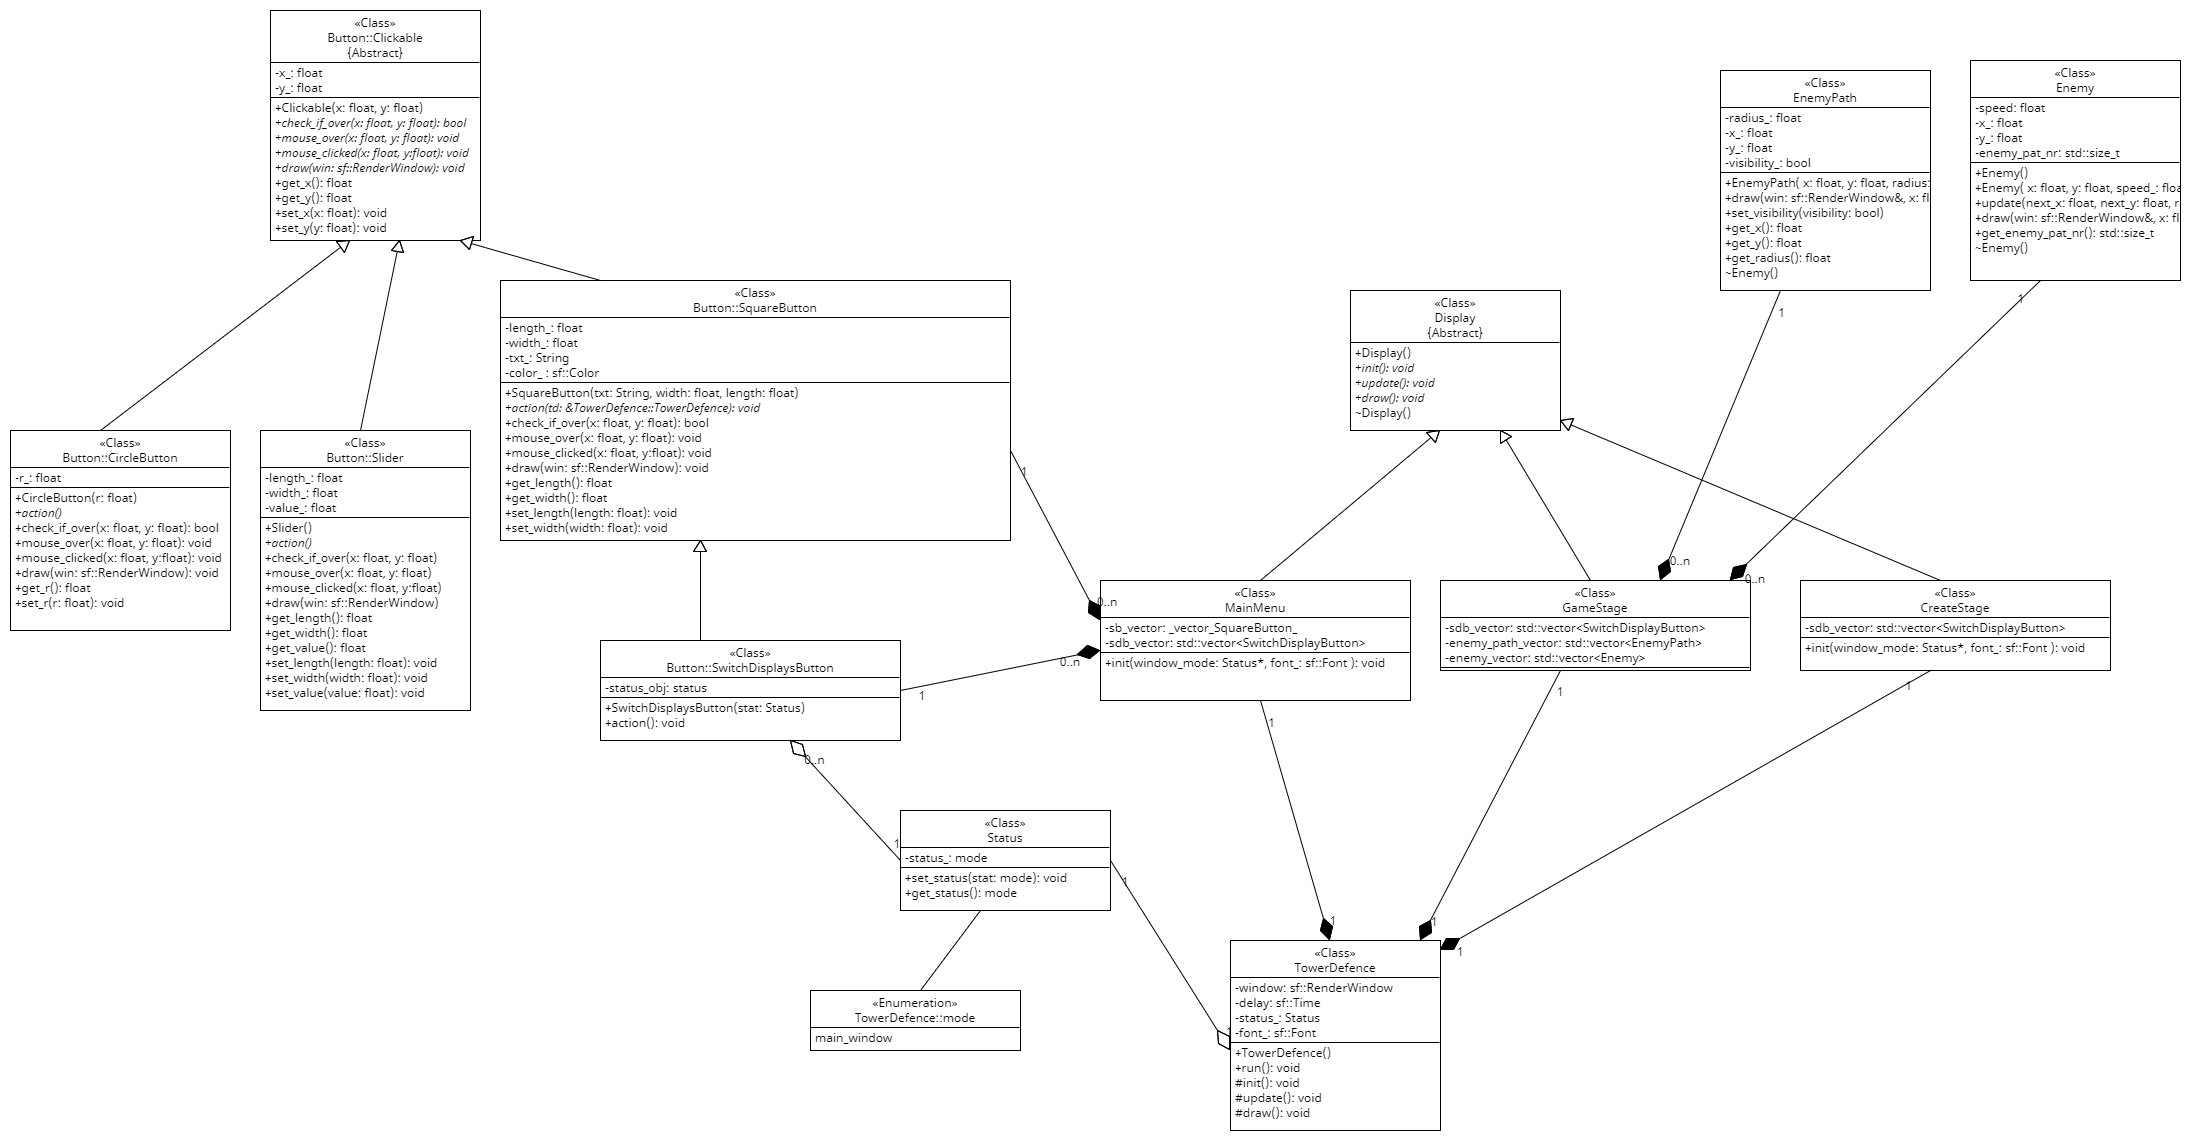 «Class»
Button::Clickable
{Abstract}
-x_: float
-y_: float
+Clickable(x: float, y: float)
+check_if_over(x: float, y: float): bool
+mouse_over(x: float, y: float): void
+mouse_clicked(x: float, y:float): void
+draw(win: sf::RenderWindow): void
+get_x(): float
+get_y(): float
+set_x(x: float): void
+set_y(y: float): void
«Class»
EnemyPath
-radius_: float
-x_: float
-y_: float
-visibility_: bool
+EnemyPath( x: float, y: float, radius:
+draw(win: sf::RenderWindow&, x: fl
+set_visibility(visibility: bool)
+get_x(): float
+get_y(): float
+get_radius(): float
~Enemy()
1
«Class»
Enemy
-speed: float
-x_: float
-y_: float
-enemy_pat_nr: std::size_t
+Enemy()
+Enemy( x: float, y: float, speed_: floa
+update(next_x: float, next_y: float, r
+draw(win: sf::RenderWindow&, x: fl
+get_enemy_pat_nr(): std::size_t
~Enemy()
1
«Class»
Button::SquareButton
-length_: float
-width_: float
-txt_: String
-color_ : sf::Color
+SquareButton(txt: String, width: float, length: float)
+action(td: &TowerDefence::TowerDefence): void
+check_if_over(x: float, y: float): bool
+mouse_over(x: float, y: float): void
+mouse_clicked(x: float, y:float): void
+draw(win: sf::RenderWindow): void
+get_length(): float
+get_width(): float
+set_length(length: float): void
+set_width(width: float): void
1
«Class»
Display
{Abstract}
+Display()
+init(): void
+update(): void
+draw(): void
~Display()
«Class»
Button::CircleButton
-r_: float
+CircleButton(r: float)
+action()
+check_if_over(x: float, y: float): bool
+mouse_over(x: float, y: float): void
+mouse_clicked(x: float, y:float): void
+draw(win: sf::RenderWindow): void
+get_r(): float
+set_r(r: float): void
«Class»
Button::Slider
-length_: float
-width_: float
-value_: float
+Slider()
+action()
+check_if_over(x: float, y: float)
+mouse_over(x: float, y: float)
+mouse_clicked(x: float, y:float)
+draw(win: sf::RenderWindow)
+get_length(): float
+get_width(): float
+get_value(): float
+set_length(length: float): void
+set_width(width: float): void
+set_value(value: float): void
0..n
0..n
0..n
«Class»
MainMenu
-sb_vector: _vector_SquareButton_
-sdb_vector: std::vector<SwitchDisplayButton>
+init(window_mode: Status*, font_: sf::Font ): void
1
«Class»
GameStage
-sdb_vector: std::vector<SwitchDisplayButton>
-enemy_path_vector: std::vector<EnemyPath>
-enemy_vector: std::vector<Enemy>
1
«Class»
CreateStage
-sdb_vector: std::vector<SwitchDisplayButton>
+init(window_mode: Status*, font_: sf::Font ): void
1
«Class»
Button::SwitchDisplaysButton
-status_obj: status
+SwitchDisplaysButton(stat: Status)
+action(): void
0..n
1
0..n
1
«Class»
Status
-status_: mode
+set_status(stat: mode): void
+get_status(): mode
1
«Enumeration»
TowerDefence::mode
main_window
1
1
1
1
«Class»
TowerDefence
-window: sf::RenderWindow
-delay: sf::Time
-status_: Status
-font_: sf::Font
+TowerDefence()
+run(): void
#init(): void
#update(): void
#draw(): void